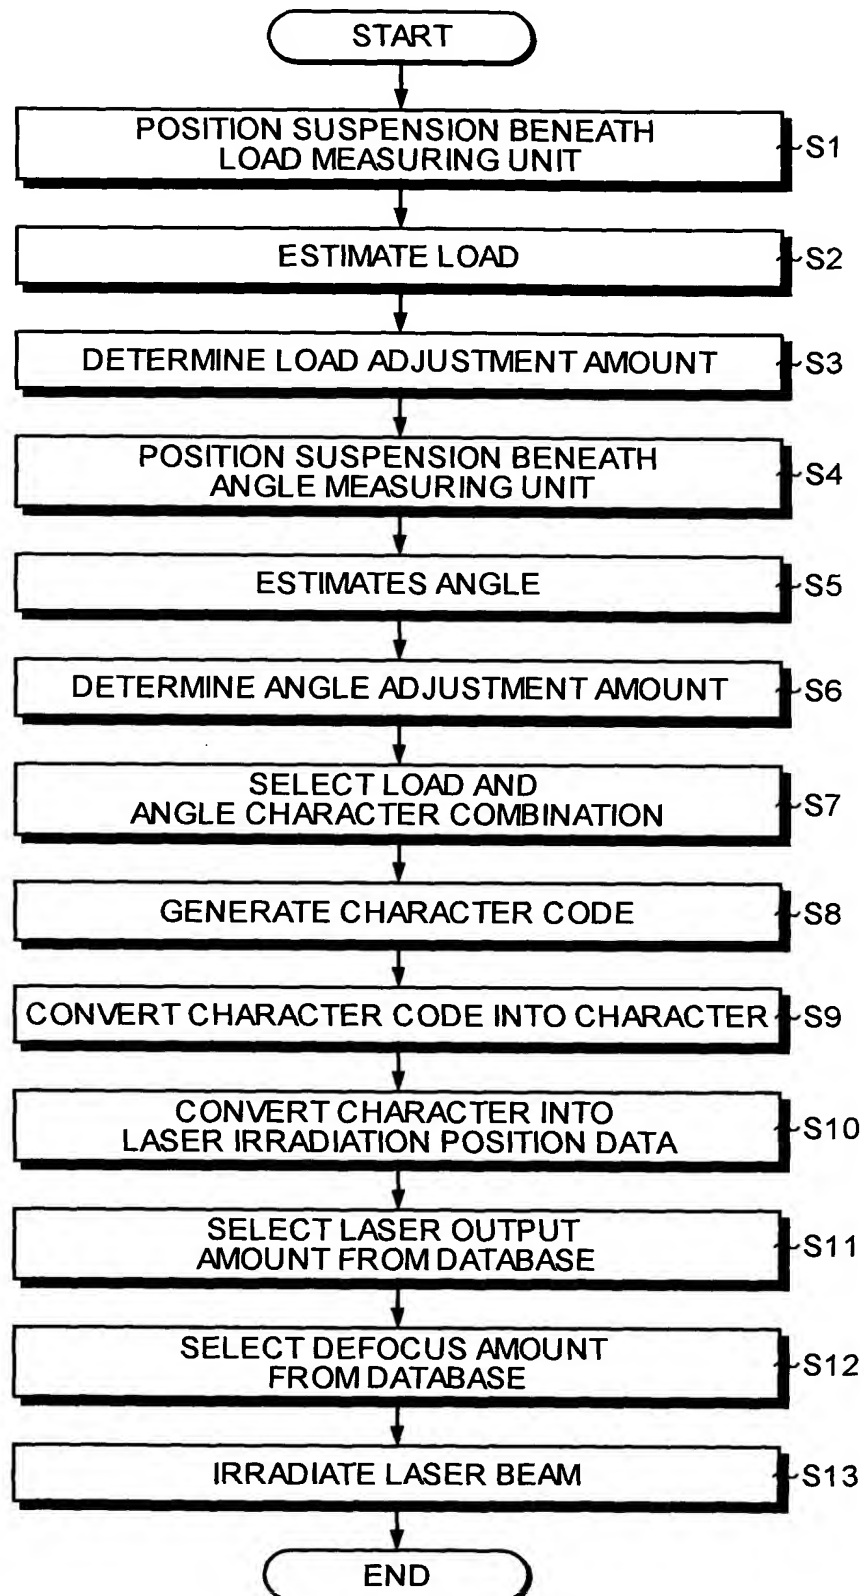 START
POSITION SUSPENSION BENEATH
LOAD MEASURING UNIT
S1
ESTIMATE LOAD
S2
DETERMINE LOAD ADJUSTMENT AMOUNT
S3
POSITION SUSPENSION BENEATH
ANGLE MEASURING UNIT
S4
ESTIMATES ANGLE
S5
DETERMINE ANGLE ADJUSTMENT AMOUNT
S6
SELECT LOAD AND
ANGLE CHARACTER COMBINATION
S7
GENERATE CHARACTER CODE
S8
CONVERT CHARACTER CODE INTO CHARACTER
S9
CONVERT CHARACTER INTO
LASER IRRADIATION POSITION DATA
S10
SELECT LASER OUTPUT
AMOUNT FROM DATABASE
S11
SELECT DEFOCUS AMOUNT
FROM DATABASE
S12
IRRADIATE LASER BEAM
S13
END